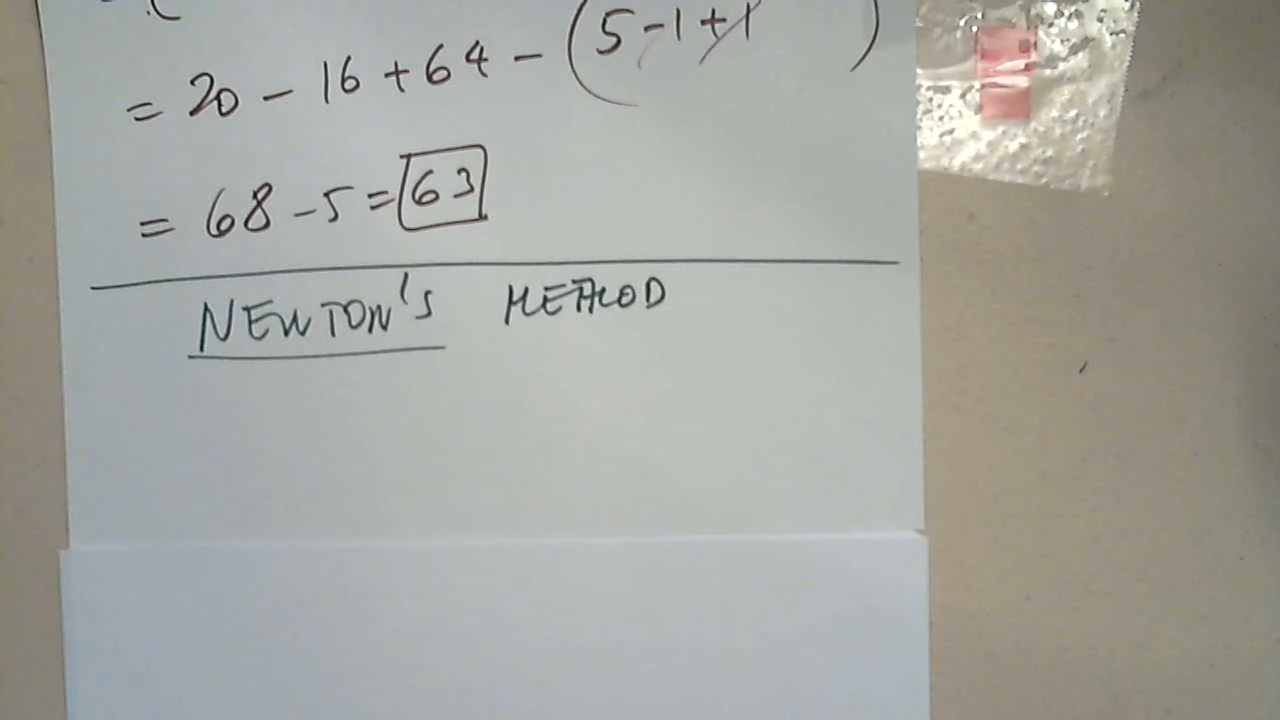 = 20 - 16 + 64 - (5 - 1 + 1)
= 68 - 5 = 63
NEWTON'S METHOD